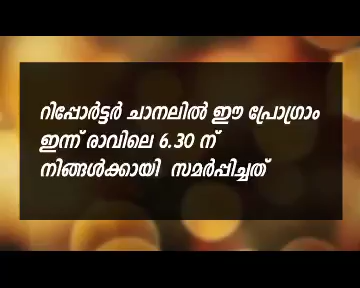 റിപ്പോർട്ടർ ചാനലിൽ ഈ പ്രോഗ്രാം
ഇന്ന് രാവിലെ 6.30 ന്
നിങ്ങൾക്കായി സമർപ്പിച്ചത്